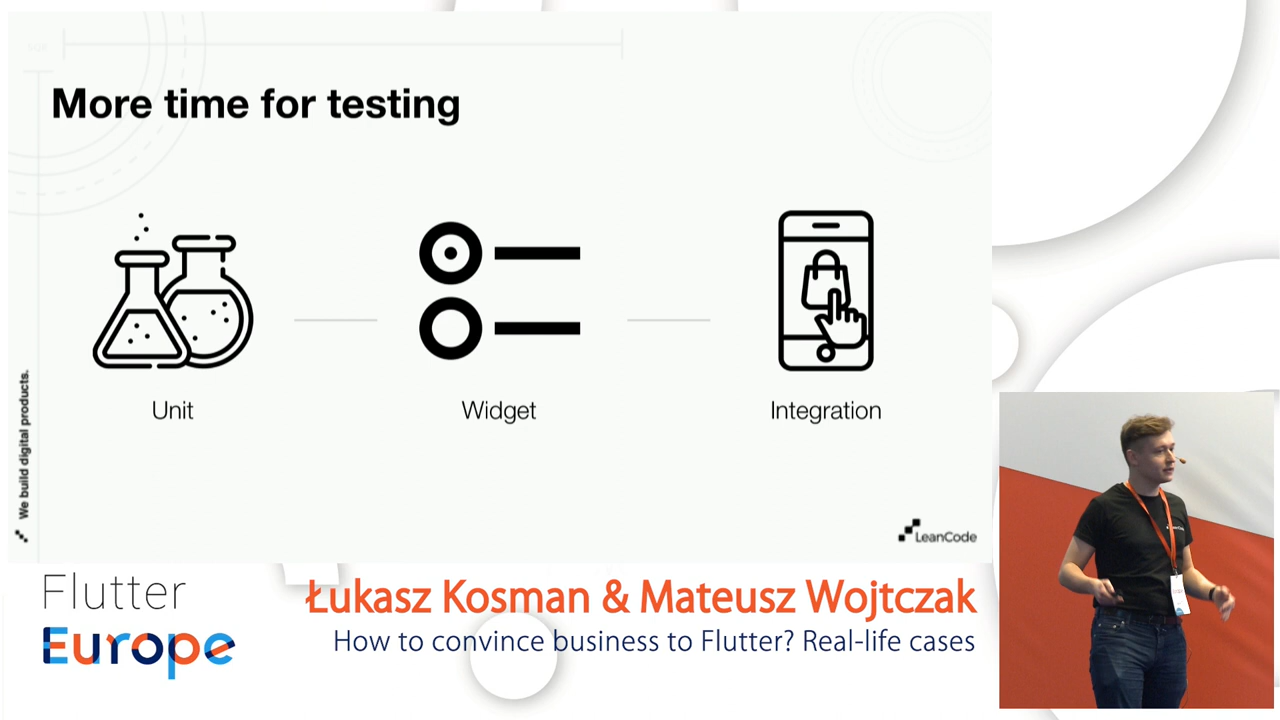 More time for testing
Unit
Widget
Integration
We build digital products.
LeanCode
Flutter
Europe
Łukasz Kosman & Mateusz Wojtczak
How to convince business to Flutter? Real-life cases